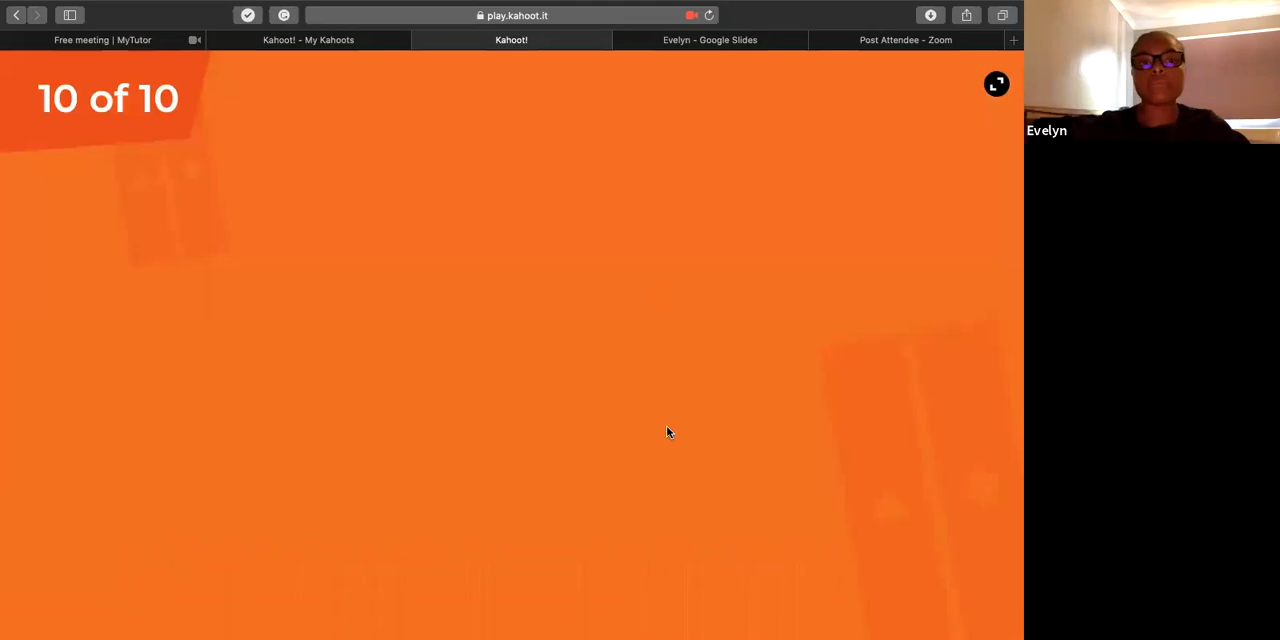 play.kahoot.it
Free meeting | MyTutor
Kahoot! - My Kahoots
Kahoot!
Evelyn - Google Slides
Post Attendee - Zoom
10 of 10
Evelyn